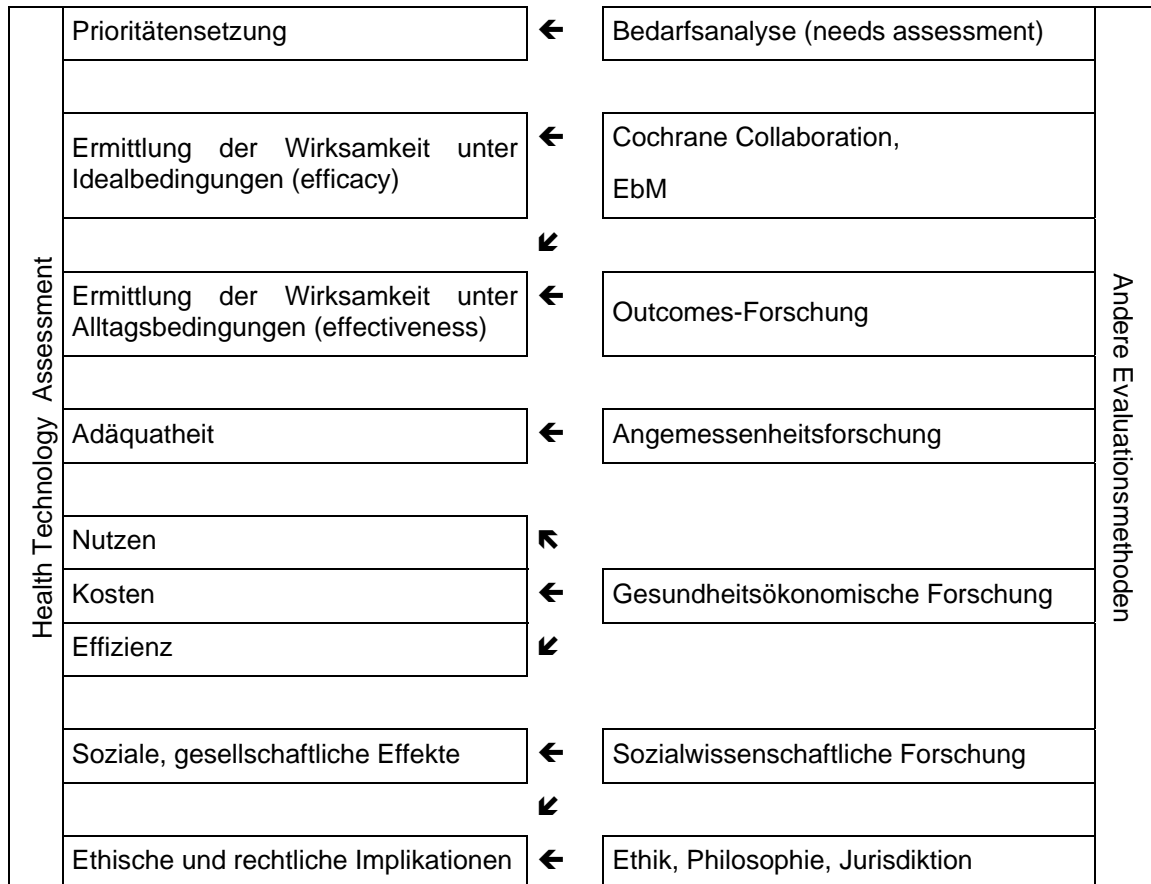 Prioritätensetzung 🡸 Bedarfsanalyse (needs assessment)
Ermittlung der Wirksamkeit unter
Idealbedingungen (efficacy)
🡸 Cochrane Collaboration,
EbM
🡿
Ermittlung der Wirksamkeit unter
Alltagsbedingungen (effectiveness)
🡸 Outcomes-Forschung
Adäquatheit 🡸 Angemessenheitsforschung
Nutzen 🡼
Kosten 🡸 Gesundheitsökonomische Forschung
Effizienz 🡿
Soziale, gesellschaftliche Effekte 🡸 Sozialwissenschaftliche Forschung
🡿
Ethische und rechtliche Implikationen 🡸 Ethik, Philosophie, Jurisdiktion
Health Technology Assessment
Andere Evaluationsmethoden